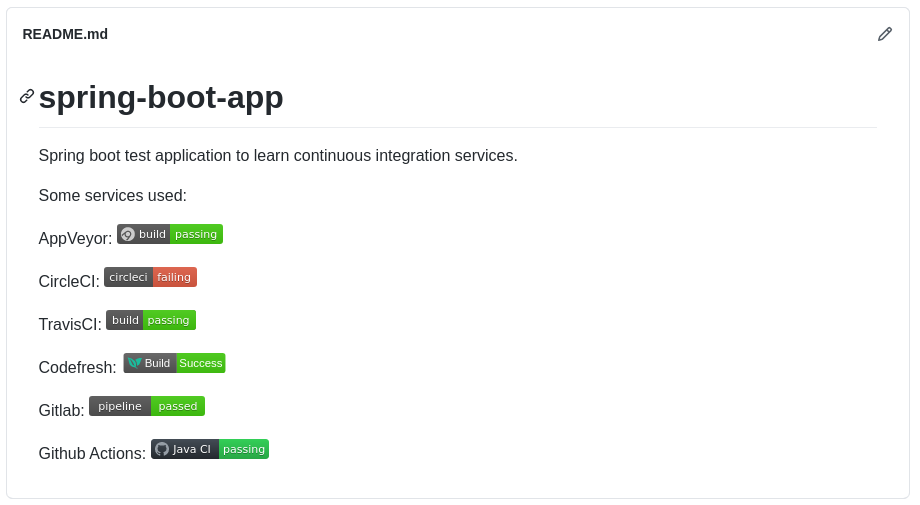 README.md
spring-boot-app
Spring boot test application to learn continuous integration services.
Some services used:
AppVeyor: build passing
CircleCI: circleci failing
TravisCI: build passing
Codefresh: Build Success
Gitlab: pipeline passed
Github Actions: Java CI passing